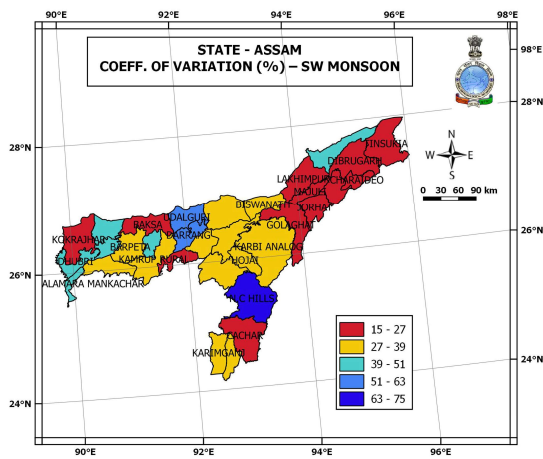 90°E 92°E 94°E 96°E 98°E
STATE - ASSAM
COEFF. OF VARIATION (%) – SW MONSOON
98°E
28°N
28°N
N
W E
S
0 30 60 90 km
TINSUKIA
DIBRUGARH
LAKHIMPUR
CHARAIDEO
MAJULI
JORHAT
BISWANATH
UDALGURI
BAKSA
GOLAGHAT
DARRANG
KOKRAJHAR
BARPETA
KARBI ANALOG
26°N
DHUBRI
KAMRUP RURAL
HOJAI
26°N
ALAMARA MANKACHAR
N.C HILLS
CACHAR
KARIMGANJ
15 - 27
27 - 39
39 - 51
51 - 63
63 - 75
24°N
24°N
90°E 92°E 94°E 96°E